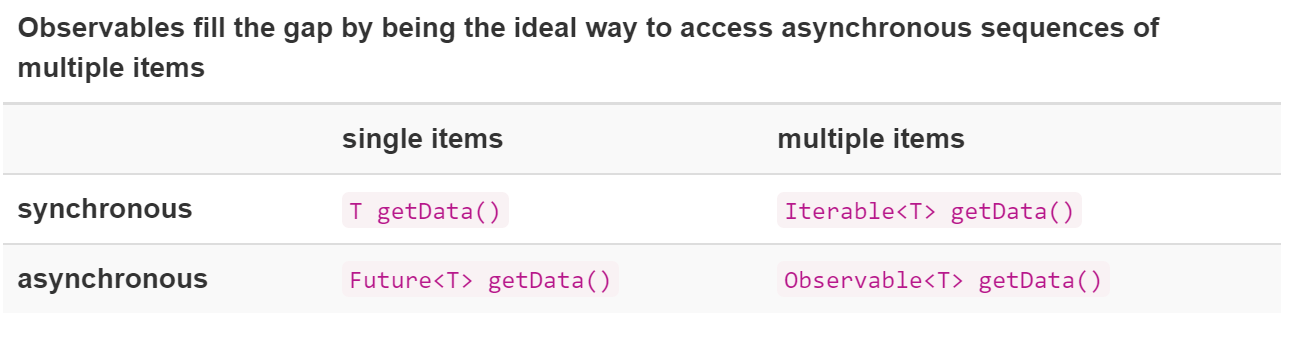 Observables fill the gap by being the ideal way to access asynchronous sequences of
multiple items
single items multiple items
synchronous T getData() Iterable<T> getData()
asynchronous Future<T> getData() Observable<T> getData()